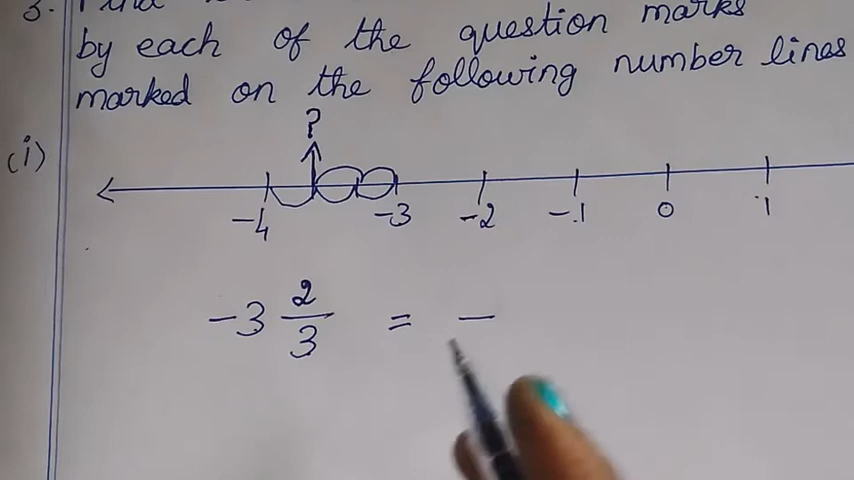 3.
by each of the question marks
marked on the following number lines
(i)
?
-4 -3 -2 -1 0 1
-3 2/3 = -